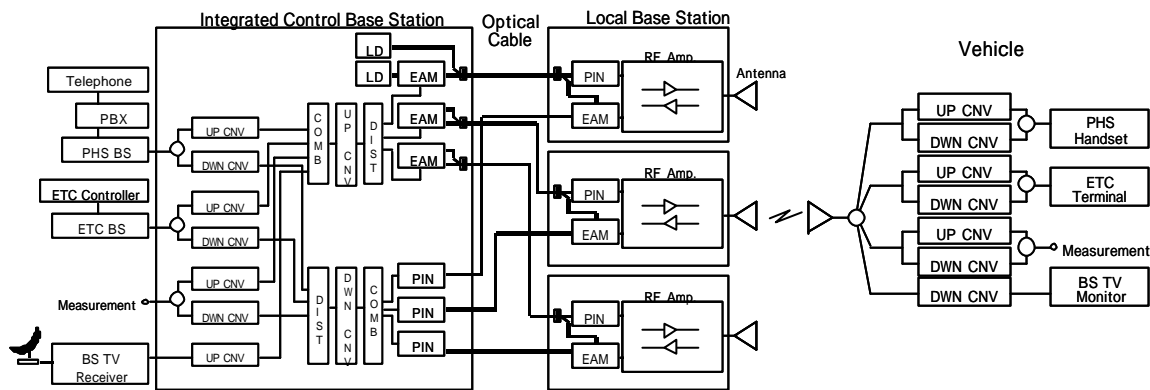 Integrated Control Base Station
Optical
Cable
Local Base Station
Vehicle
LD
LD
EAM
EAM
EAM
Telephone
PBX
PHS BS
ETC Controller
ETC BS
Measurement
BS TV
Receiver
UP CNV
DWN CNV
UP CNV
DWN CNV
UP CNV
DWN CNV
UP CNV
COMB
UP CNV
DIST
DIST
DWN CNV
COMB
PIN
PIN
PIN
RF Amp.
PIN
EAM
Antenna
RF Amp.
PIN
EAM
RF Amp.
PIN
EAM
UP CNV
DWN CNV
PHS
Handset
UP CNV
DWN CNV
ETC
Terminal
UP CNV
DWN CNV
Measurement
DWN CNV
BS TV
Monitor